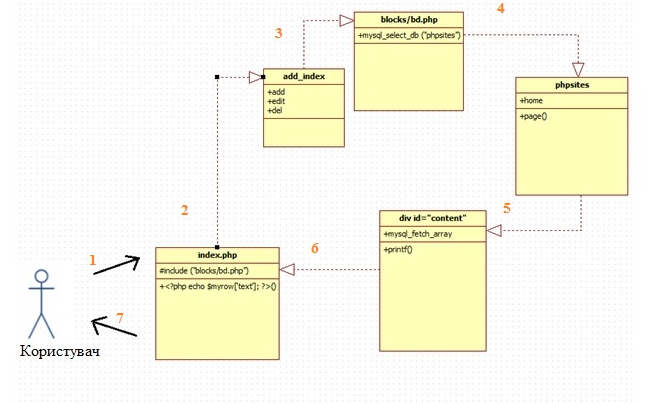 blocks/bd.php
+mysql_select_db ("phpsites")
4
3
add_index
+add
+edit
+del
phpsites
+home
+page()
2
div id="content"
+mysql_fetch_array
+printf()
5
6
index.php
#include ("blocks/bd.php")
+<?php echo $myrow['text']; ?>()
1
7
Користувач